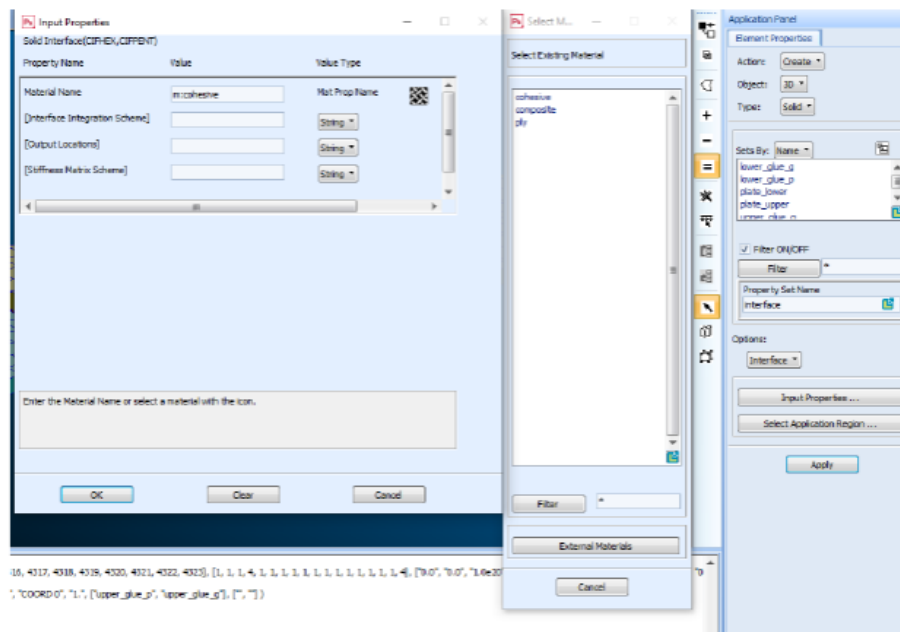 Input Properties
Solid Interface(CIFHEX,CIFPENT)
Property Name Value Value Type
Material Name m:cohesive Mat Prop Name
[Interface Integration Scheme] String
[Output Locations] String
[Stiffness Matrix Scheme] String
Enter the Material Name or select a material with the icon.
OK Clear Cancel
Select M...
Select Existing Material
cohesive
composite
ply
Filter *
External Materials
Cancel
Application Panel
Element Properties
Action: Create
Object: 3D
Type: Solid
Sets By: Name
lower_glue_g
lower_glue_p
plate_lower
plate_upper
upper_glue_g
Filter ON/OFF
Filter *
Property Set Name
interface
Options:
Interface
Input Properties ...
Select Application Region ...
Apply
16, 4317, 4318, 4319, 4320, 4321, 4322, 4323], [1, 1, 1, 4, 1, 1, 1, 1, 1, 1, 1, 1, 1, 1, 1, 1, 4], ["0.0", "0.0", "1.0e20 "0
", "COORD 0", "1.", ["upper_glue_p", "upper_glue_g"], ["", ""] )